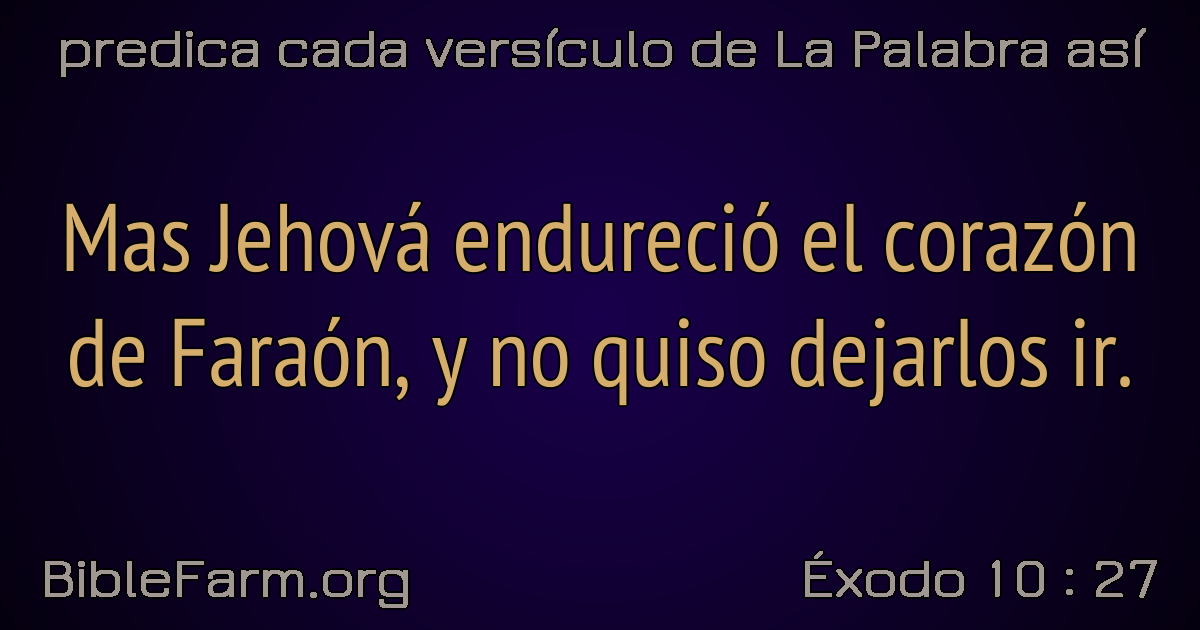 predica cada versículo de La Palabra así
Mas Jehová endureció el corazón
de Faraón, y no quiso dejarlos ir.
BibleFarm.org
Éxodo 10 : 27